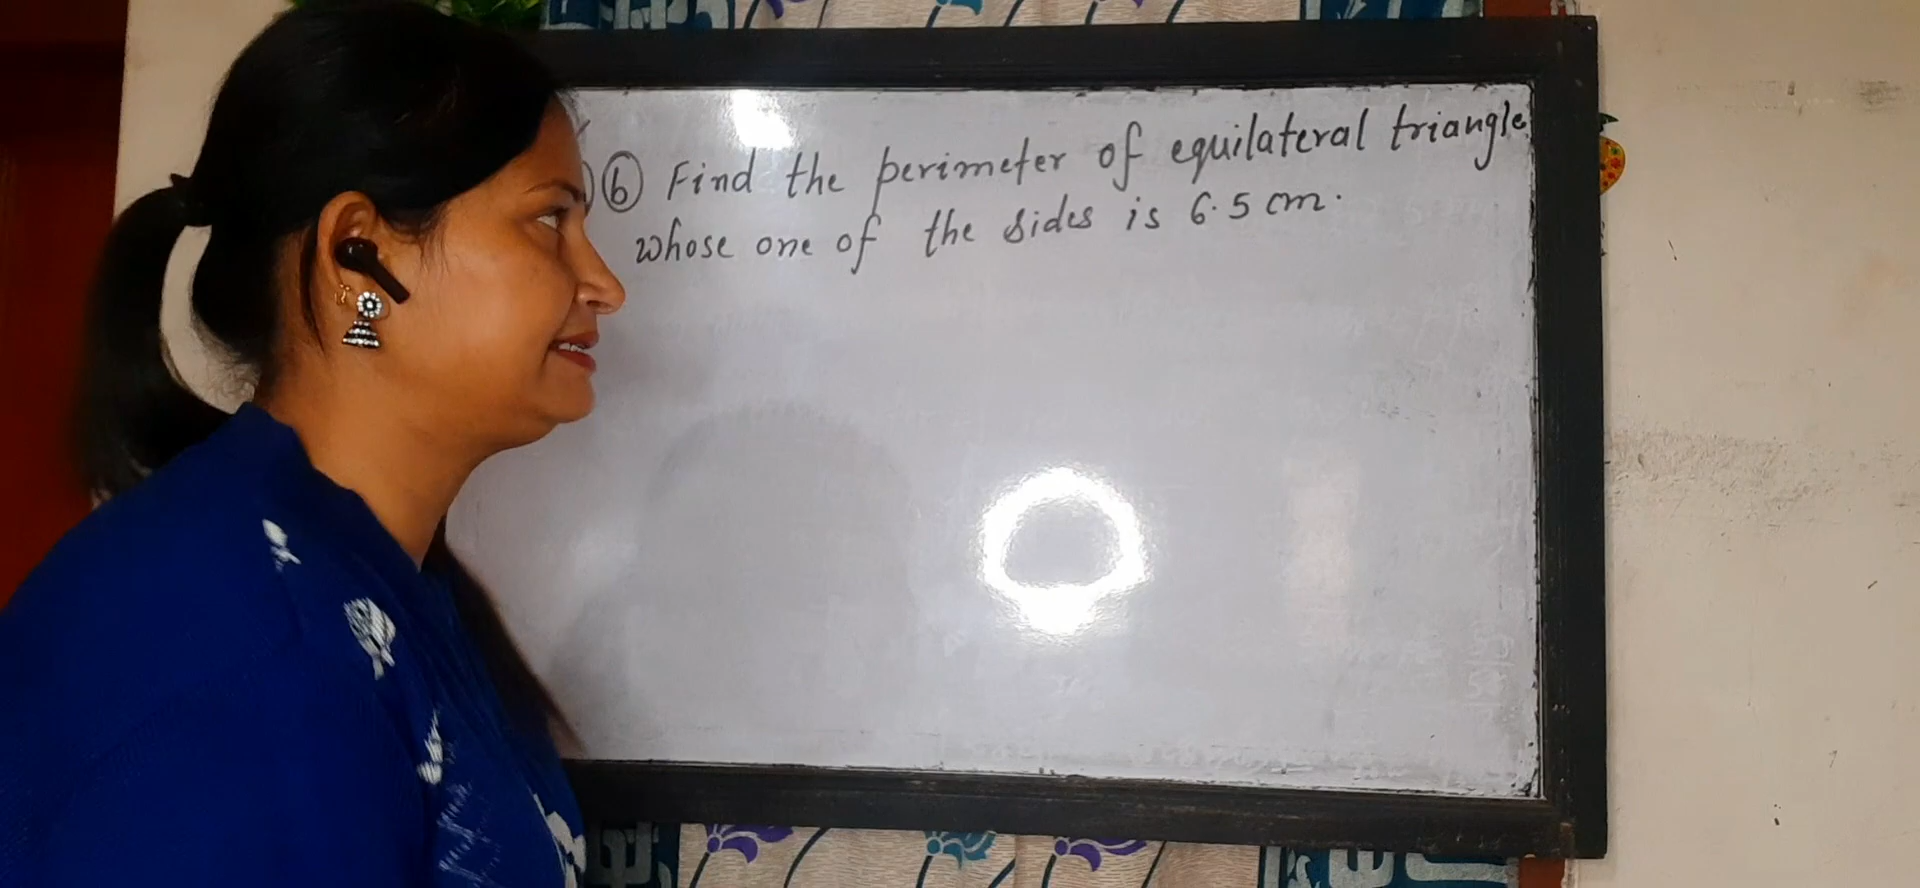 ⑥ Find the perimeter of equilateral triangle
whose one of the sides is 6.5 cm.